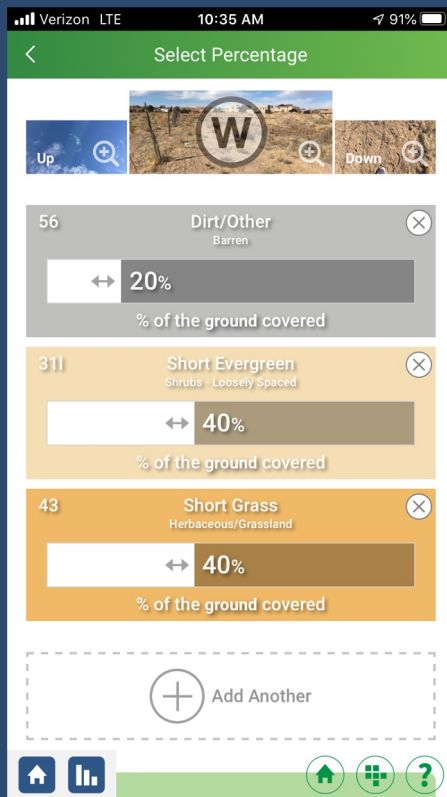 Verizon LTE 10:35 AM 91%
Select Percentage
Up W Down
56 Dirt/Other
Barren
20%
% of the ground covered
31l Short Evergreen
Shrubs - Loosely Spaced
40%
% of the ground covered
43 Short Grass
Herbaceous/Grassland
40%
% of the ground covered
Add Another
?